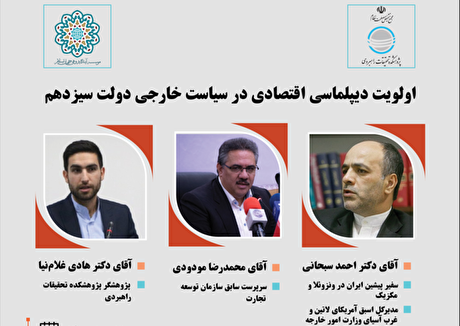 اولویت دیپلماسی اقتصادی در سیاست خارجی دولت سیزدهم
آقای دکتر احمد سبحانی
سفیر پیشین ایران در ونزوئلا و
مکزیک
مدیرکل اسبق آمریکای لاتین و
غرب آسیای وزارت امور خارجه
آقای محمدرضا مودودی
سرپرست سابق سازمان توسعه
تجارت
آقای دکتر هادی غلام‌نیا
پژوهشگر پژوهشکده تحقیقات
راهبردی